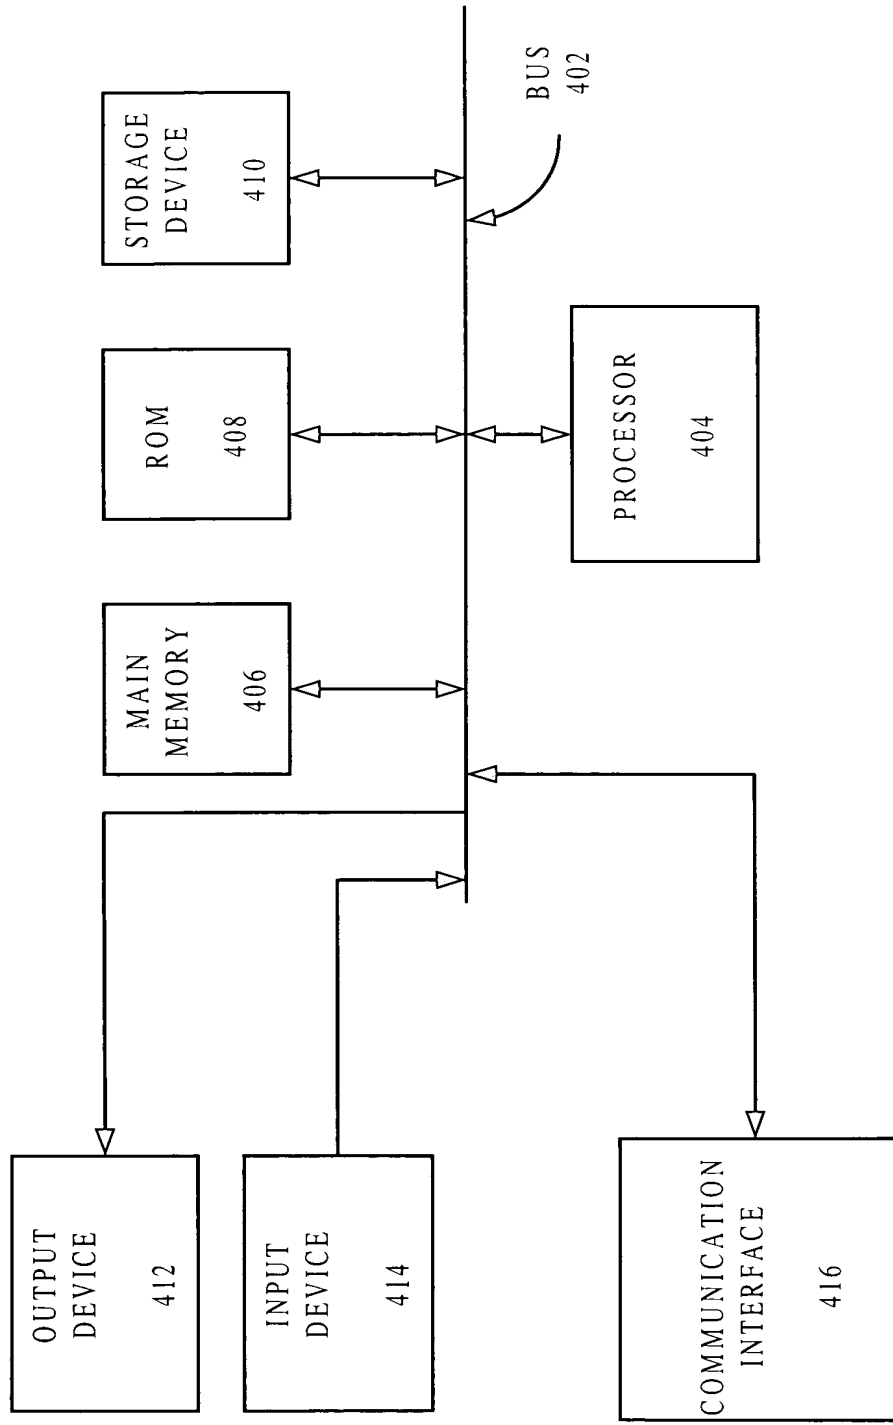 OUTPUT
DEVICE
412
INPUT
DEVICE
414
COMMUNICATION
INTERFACE
416
MAIN
MEMORY
406
ROM
408
STORAGE
DEVICE
410
PROCESSOR
404
BUS
402